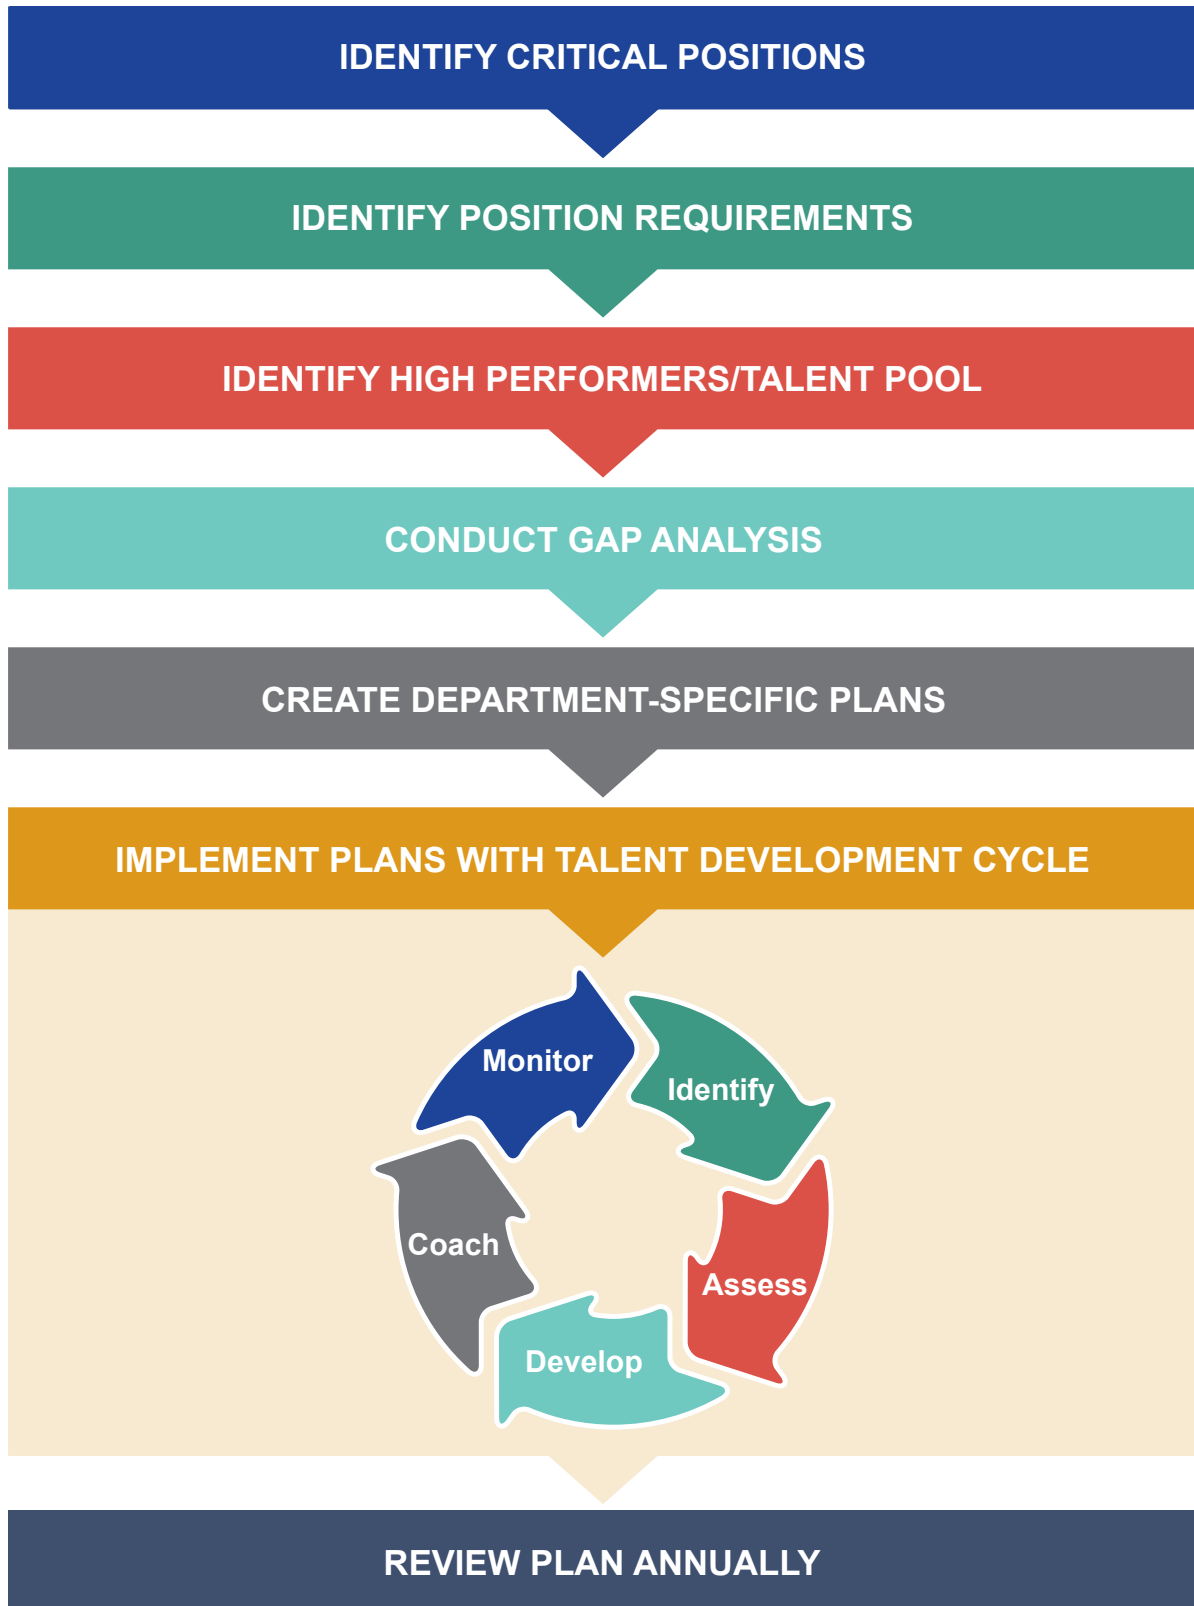 IDENTIFY CRITICAL POSITIONS
IDENTIFY POSITION REQUIREMENTS
IDENTIFY HIGH PERFORMERS/TALENT POOL
CONDUCT GAP ANALYSIS
CREATE DEPARTMENT-SPECIFIC PLANS
IMPLEMENT PLANS WITH TALENT DEVELOPMENT CYCLE
Monitor
Identify
Assess
Develop
Coach
REVIEW PLAN ANNUALLY